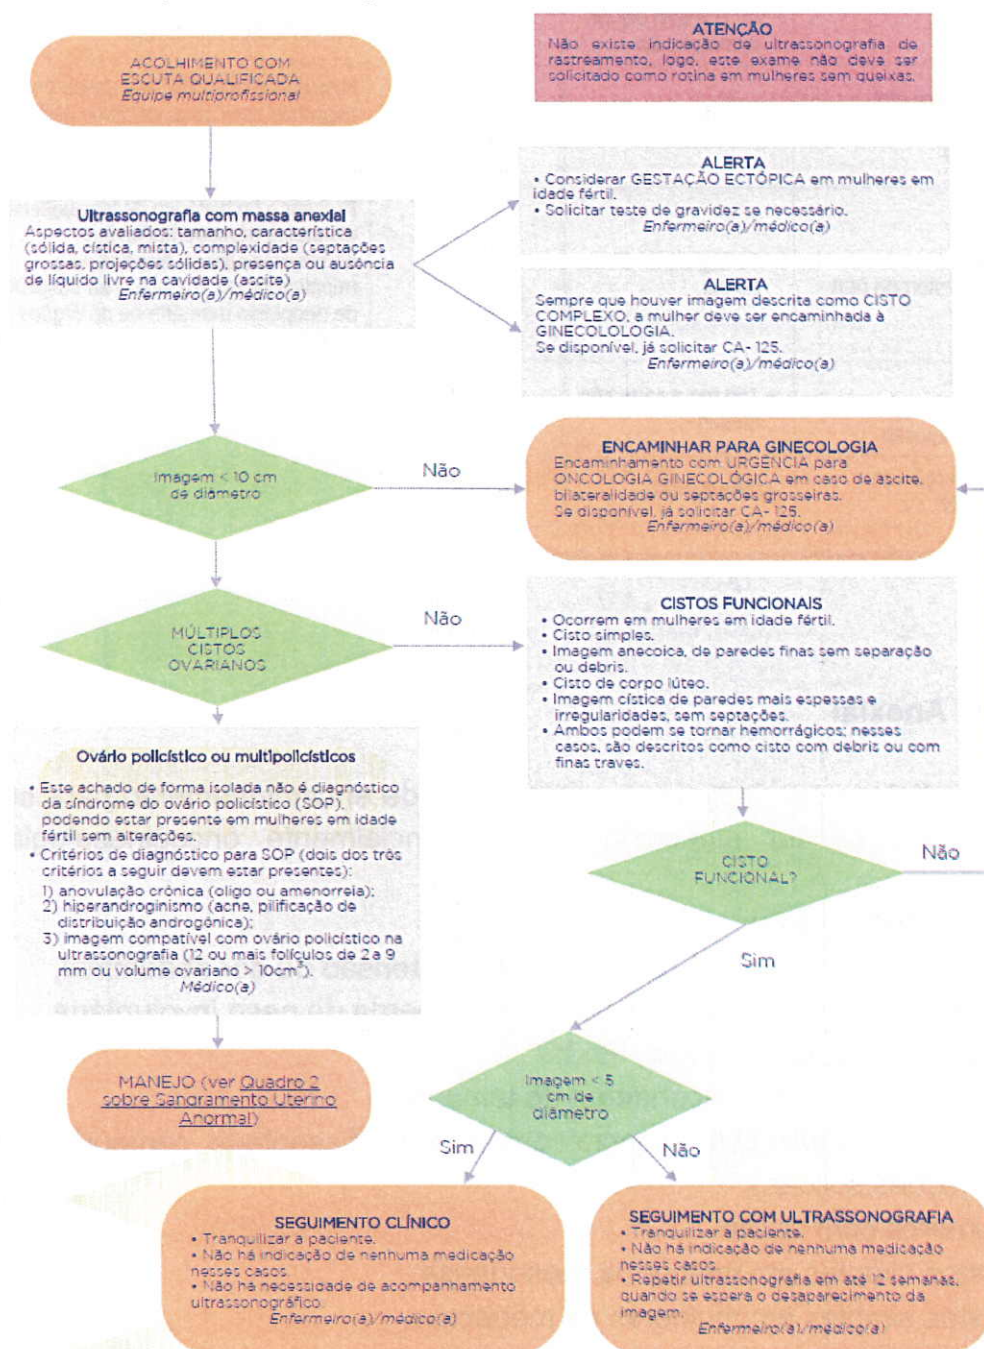 ACOLHIMENTO COM
ESCUTA QUALIFICADA
Equipe multiprofissional
ATENÇÃO
Não existe indicação de ultrassonografia de
rastreamento, logo, este exame não deve ser
solicitado como rotina em mulheres sem queixas.
Ultrassonografia com massa anexial
Aspectos avaliados: tamanho, característica
(sólida, cística, mista), complexidade (septações
grossas, projeções sólidas), presença ou ausência
de líquido livre na cavidade (ascite)
Enfermeiro(a)/médico(a)
ALERTA
• Considerar GESTAÇÃO ECTÓPICA em mulheres em
idade fértil.
• Solicitar teste de gravidez se necessário.
Enfermeiro(a)/médico(a)
ALERTA
Sempre que houver imagem descrita como CISTO
COMPLEXO, a mulher deve ser encaminhada à
GINECOLOLOGIA.
Se disponível, já solicitar CA- 125.
Enfermeiro(a)/médico(a)
Imagem < 10 cm
de diâmetro
Não
ENCAMINHAR PARA GINECOLOGIA
Encaminhamento com URGÊNCIA para
ONCOLOGIA GINECOLÓGICA em caso de ascite,
bilateralidade ou septações grosseiras.
Se disponível, já solicitar CA- 125.
Enfermeiro(a)/médico(a)
MÚLTIPLOS
CISTOS
OVARIANOS
Não
CISTOS FUNCIONAIS
• Ocorrem em mulheres em idade fértil.
• Cisto simples.
• Imagem anecoica, de paredes finas sem separação
ou debris.
• Cisto de corpo lúteo.
• Imagem cística de paredes mais espessas e
irregularidades, sem septações.
• Ambos podem se tornar hemorrágicos; nesses
casos, são descritos como cisto com debris ou com
finas traves.
Ovário policístico ou multipolicísticos
• Este achado de forma isolada não é diagnóstico
da síndrome do ovário policístico (SOP),
podendo estar presente em mulheres em idade
fértil sem alterações.
• Critérios de diagnóstico para SOP (dois dos três
critérios a seguir devem estar presentes):
1) anovulação crônica (oligo ou amenorreia);
2) hiperandroginismo (acne, pilificação de
distribuição androgênica);
3) imagem compatível com ovário policístico na
ultrassonografia (12 ou mais folículos de 2 a 9
mm ou volume ovariano > 10cm³).
Médico(a)
CISTO
FUNCIONAL?
Não
Sim
MANEJO (ver Quadro 2
sobre Sangramento Uterino
Anormal)
Imagem < 5
cm de
diâmetro
Sim
Não
SEGUIMENTO CLÍNICO
• Tranquilizar a paciente.
• Não há indicação de nenhuma medicação
nesses casos.
• Não ha necessidade de acompanhamento
ultrassonográfico.
Enfermeiro(a)/médico(a)
SEGUIMENTO COM ULTRASSONOGRAFIA
• Tranquilizar a paciente.
• Não há indicação de nenhuma medicação
nesses casos.
• Repetir ultrassonografia em até 12 semanas,
quando se espera o desaparecimento da
imagem.
Enfermeiro(a)/médico(a)